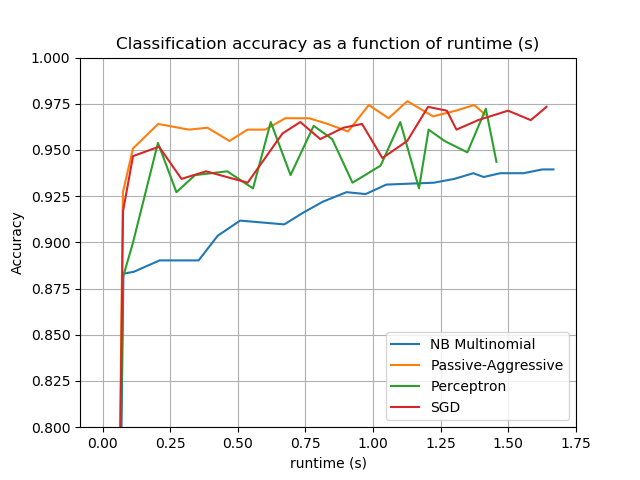 Classification accuracy as a function of runtime (s)
1.000
0.975
0.950
0.925
0.900
0.875
0.850
0.825
0.800
Accuracy
NB Multinomial
Passive-Aggressive
Perceptron
SGD
0.00 0.25 0.50 0.75 1.00 1.25 1.50 1.75
runtime (s)